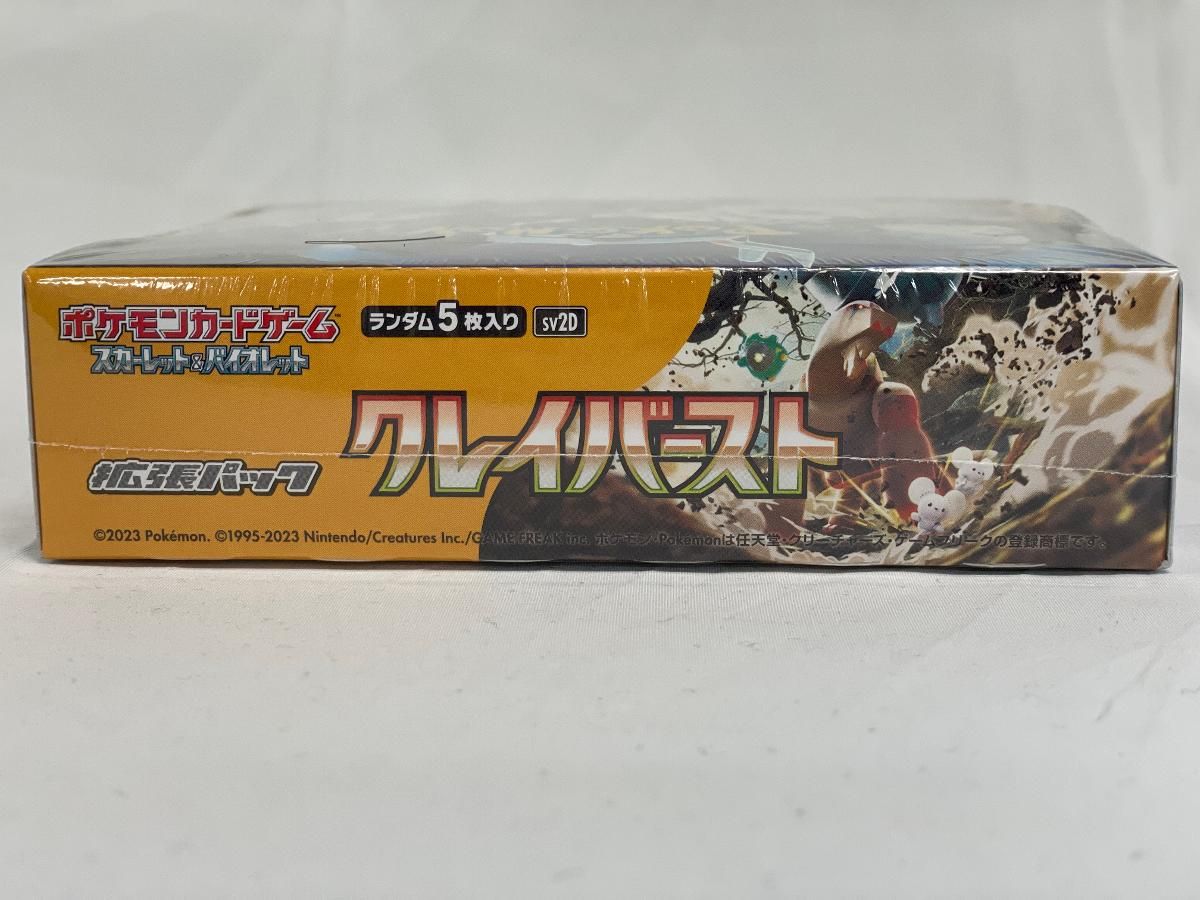 ポケモンカードゲーム™
スカーレット&バイオレット
ランダム5枚入り SV2D
クレイバースト
拡張パック
©2023 Pokémon. ©1995-2023 Nintendo/Creatures Inc./GAME FREAK inc. ポケモン・Pokémonは任天堂・クリーチャーズ・ゲームフリークの登録商標です。